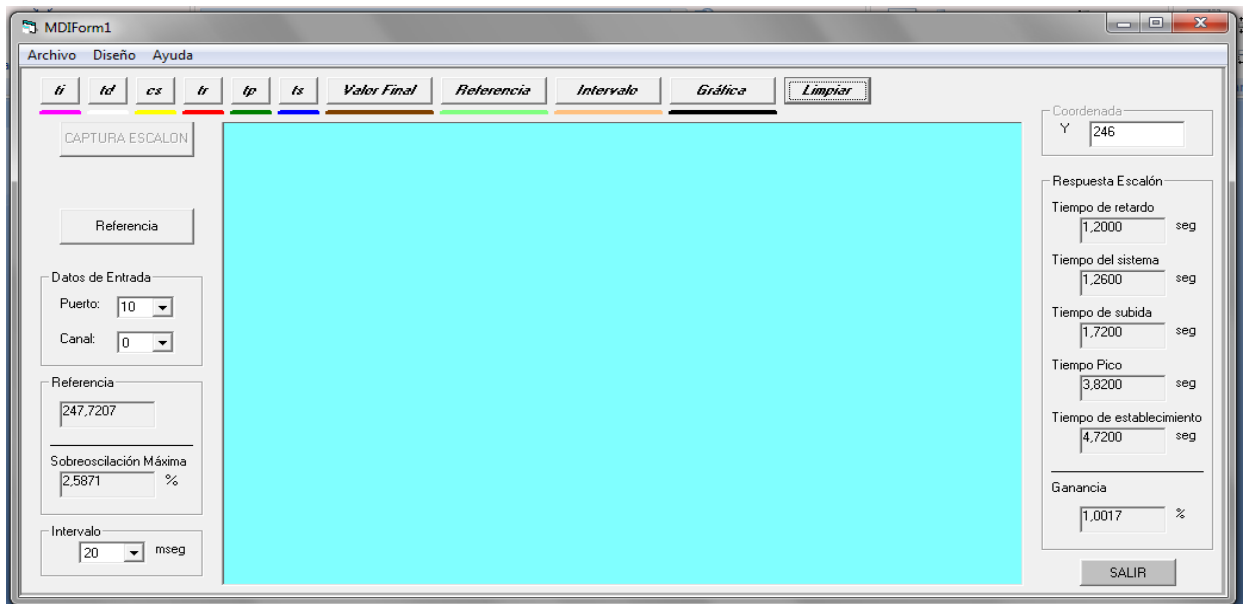 MDIForm1
Archivo Diseño Ayuda
ti td cs tr tp ts Valor Final Referencia Intervalo Gráfica Limpiar
CAPTURA ESCALON
Referencia
Datos de Entrada
Puerto: 10
Canal: 0
Referencia
247,7207
Sobreoscilación Máxima
2,5871 %
Intervalo
20 mseg
Coordenada
Y 246
Respuesta Escalón
Tiempo de retardo
1,2000 seg
Tiempo del sistema
1,2600 seg
Tiempo de subida
1,7200 seg
Tiempo Pico
3,8200 seg
Tiempo de establecimiento
4,7200 seg
Ganancia
1,0017 %
SALIR